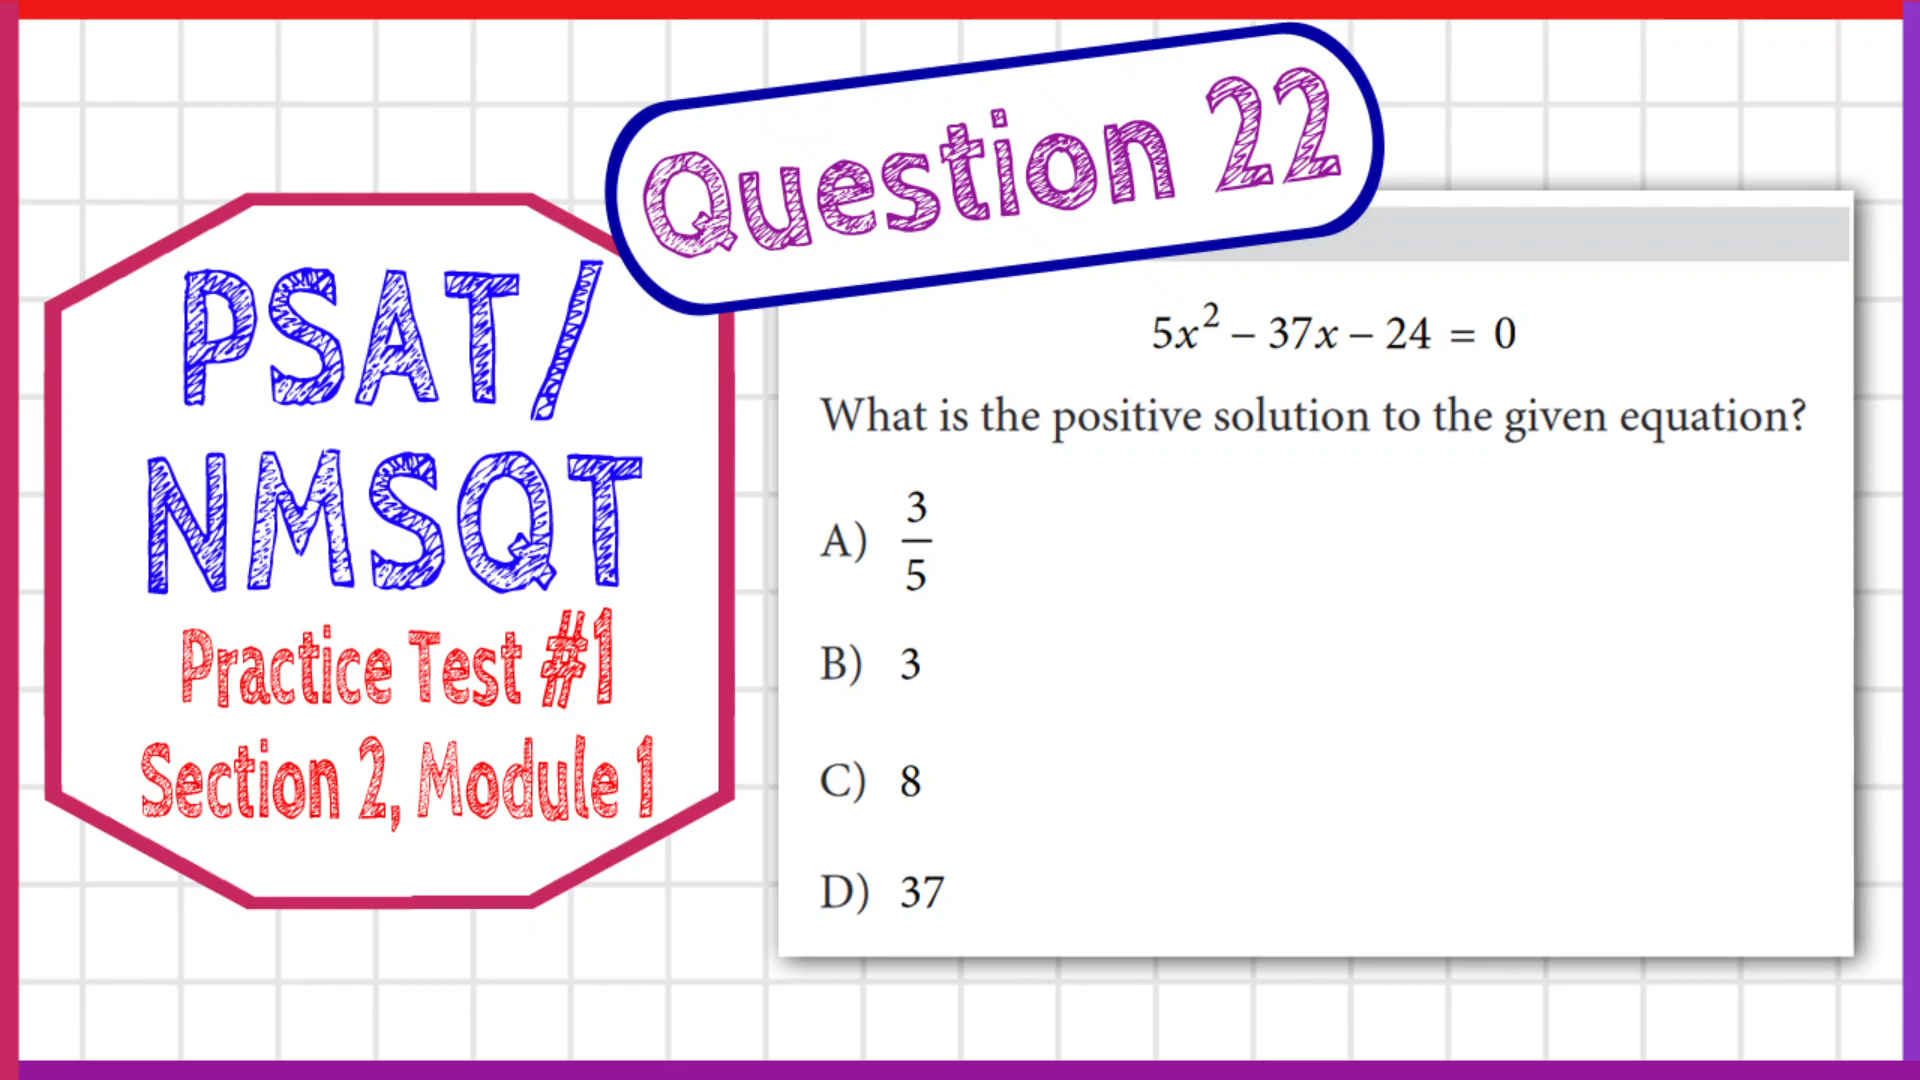 Question 22
PSAT/
NMSQT
Practice Test #1
Section 2, Module 1
5x² – 37x – 24 = 0
What is the positive solution to the given equation?
A) 3/5
B) 3
C) 8
D) 37